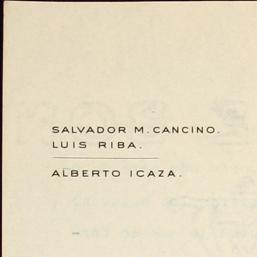 SALVADOR M. CANCINO.
LUIS RIBA.
ALBERTO ICAZA.